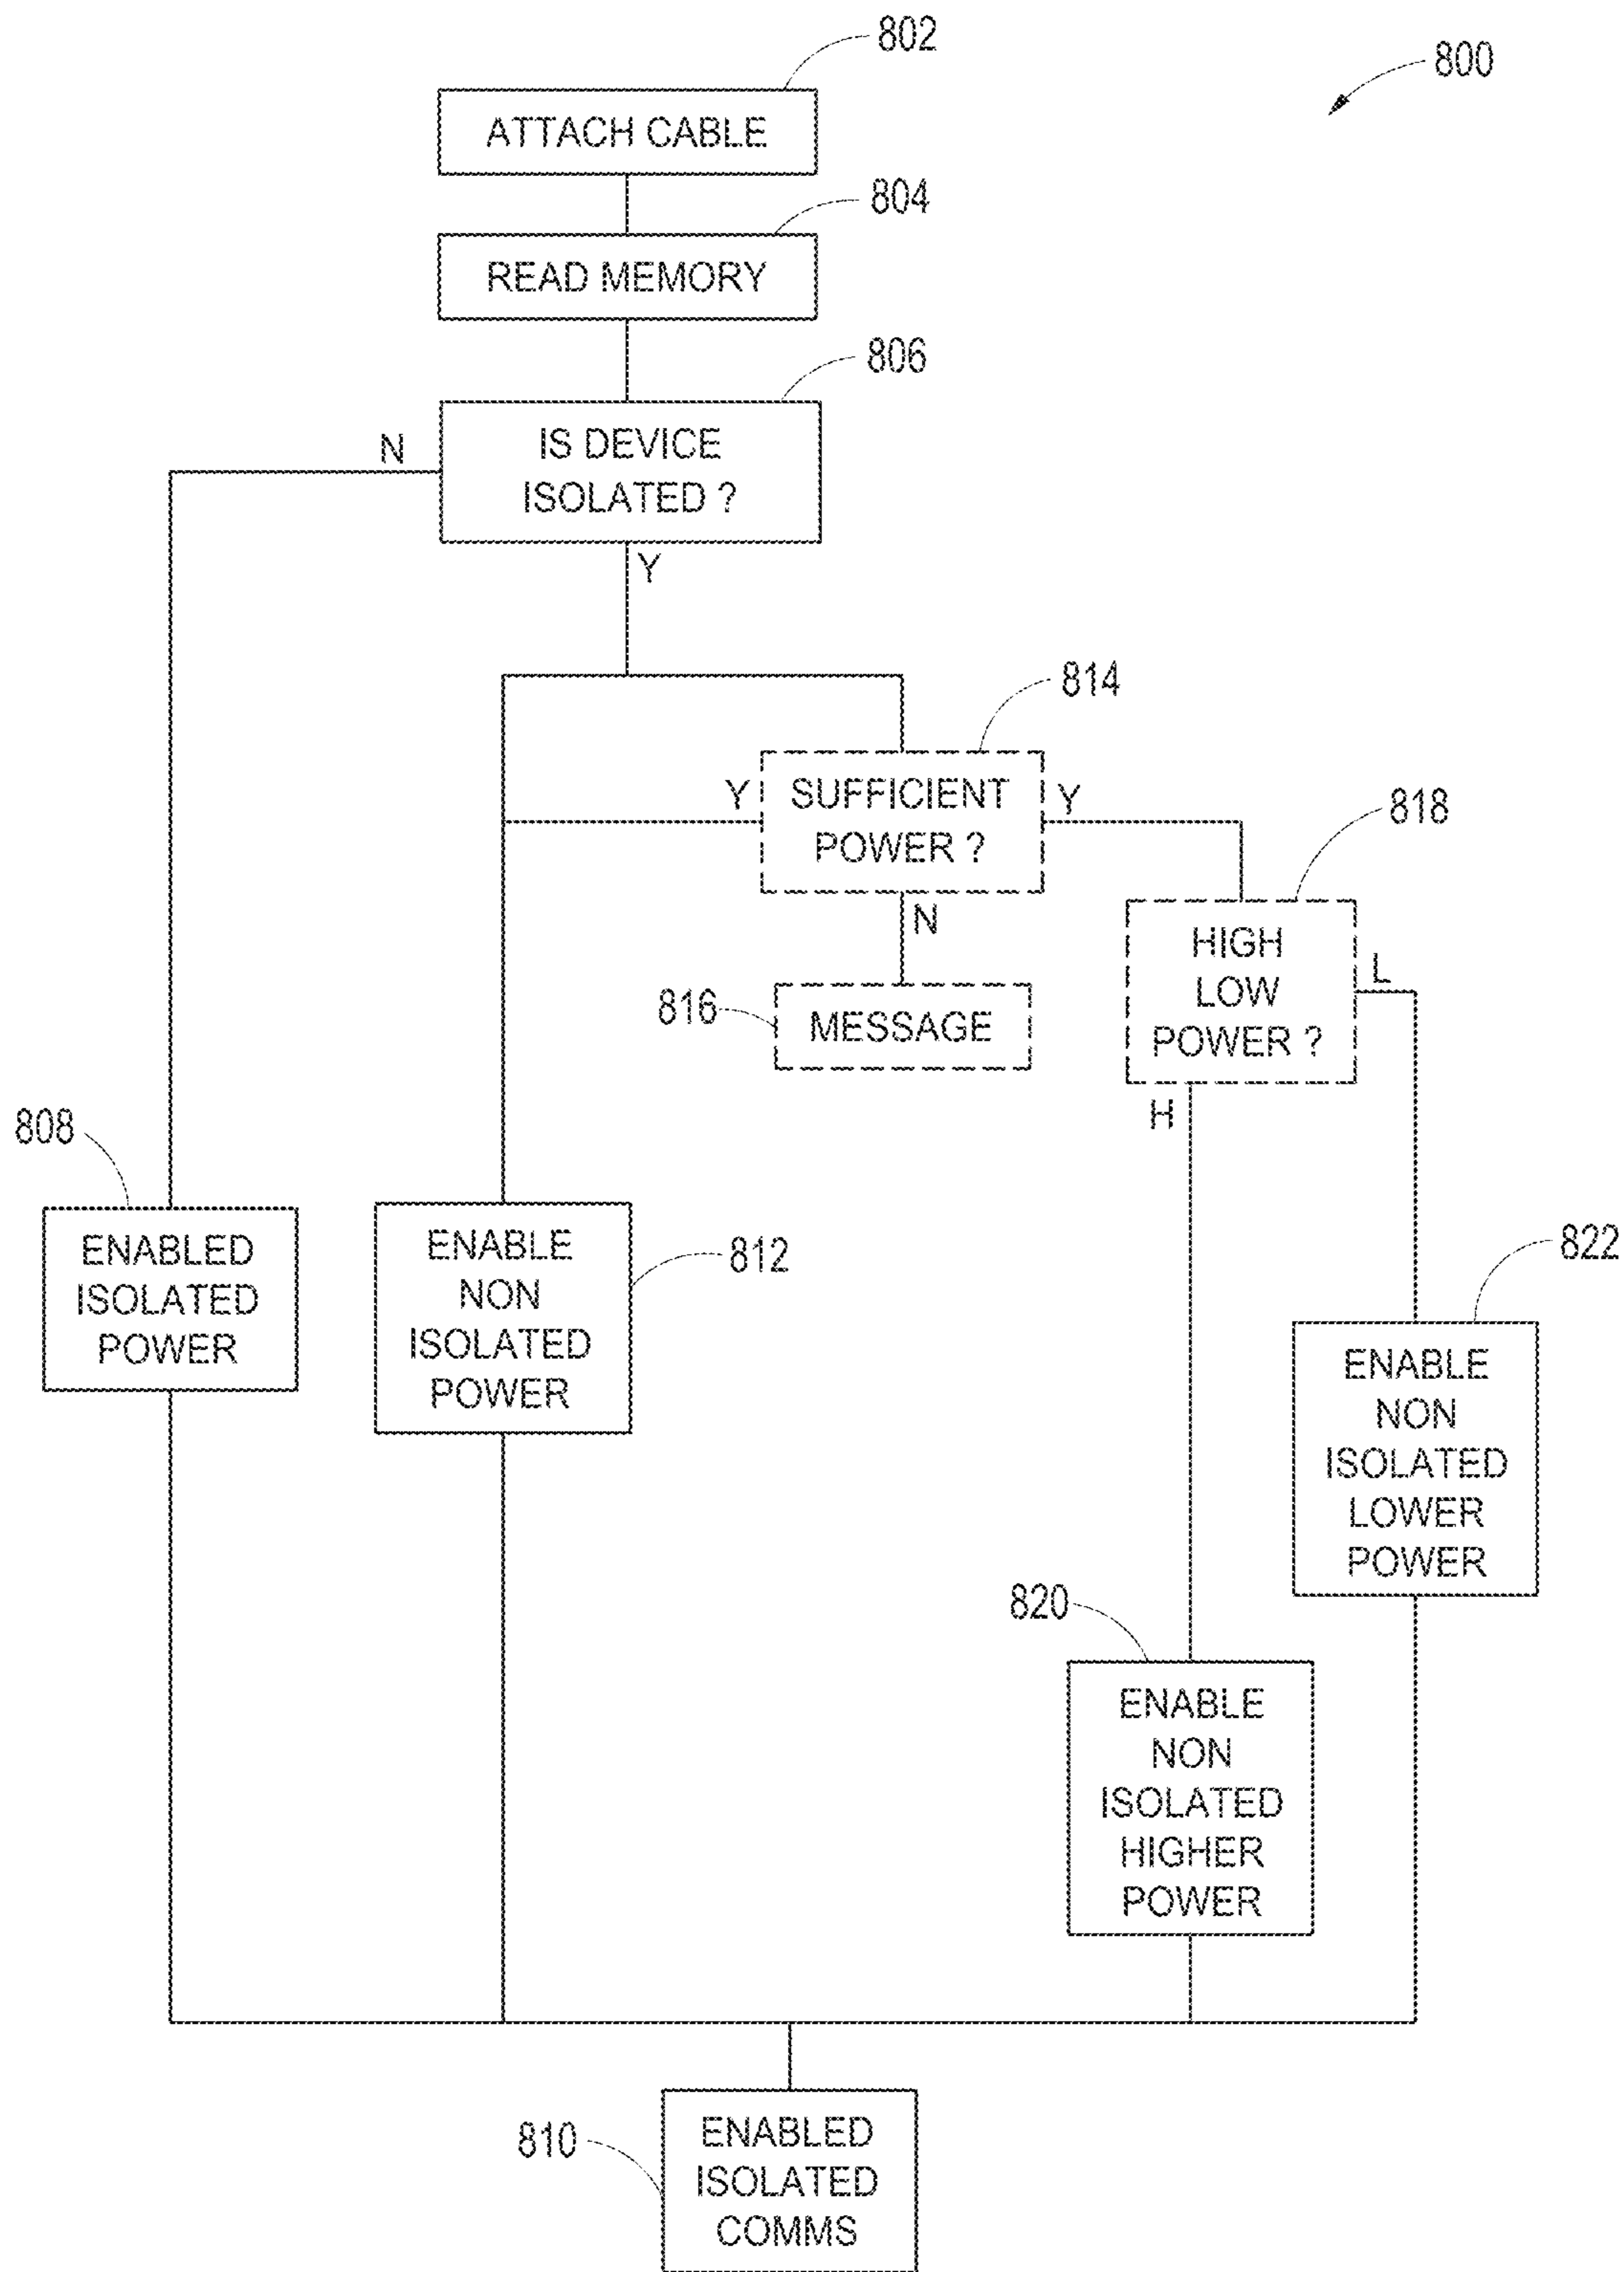 802
800
ATTACH CABLE
804
READ MEMORY
806
N
IS DEVICE
ISOLATED ?
Y
814
Y
SUFFICIENT
POWER ?
Y
818
N
HIGH
LOW
POWER ?
L
816
MESSAGE
H
808
ENABLED
ISOLATED
POWER
ENABLE
NON
ISOLATED
POWER
812
822
ENABLE
NON
ISOLATED
LOWER
POWER
820
ENABLE
NON
ISOLATED
HIGHER
POWER
810
ENABLED
ISOLATED
COMMS